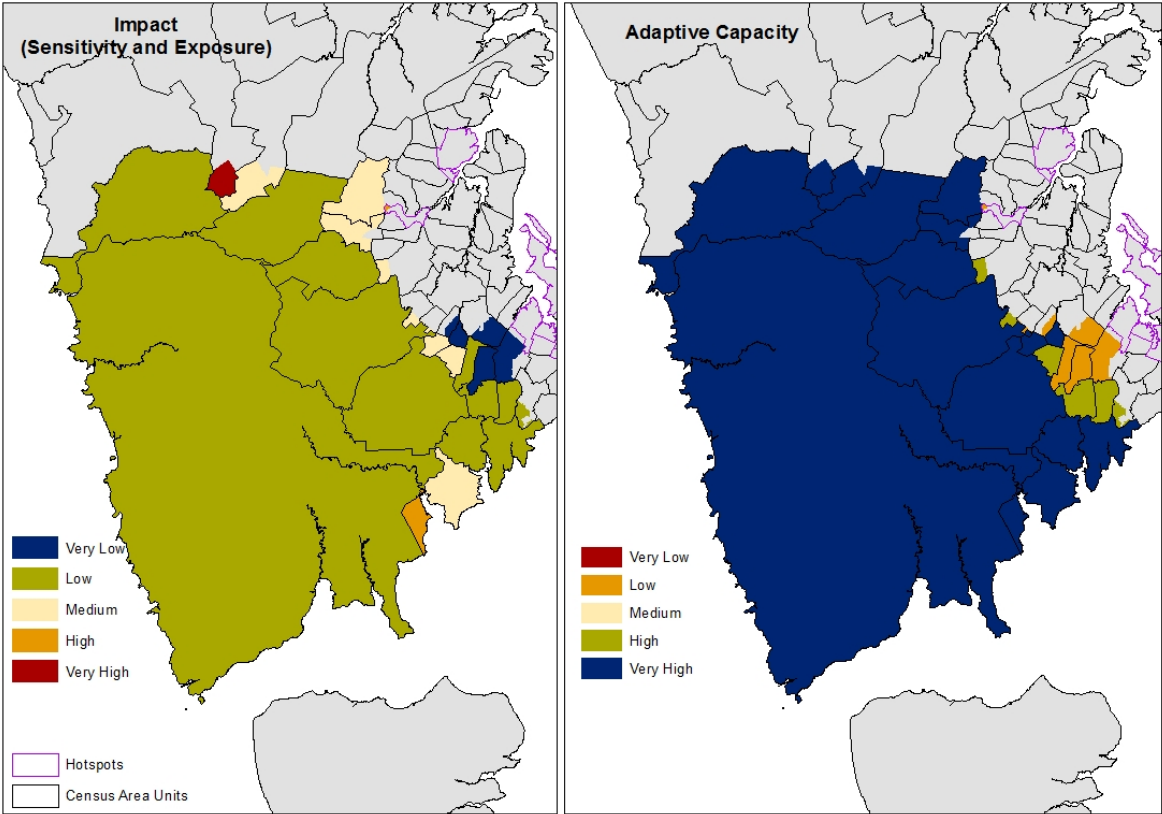 Impact
(Sensitivity and Exposure)
Very Low
Low
Medium
High
Very High
Hotspots
Census Area Units
Adaptive Capacity
Very Low
Low
Medium
High
Very High